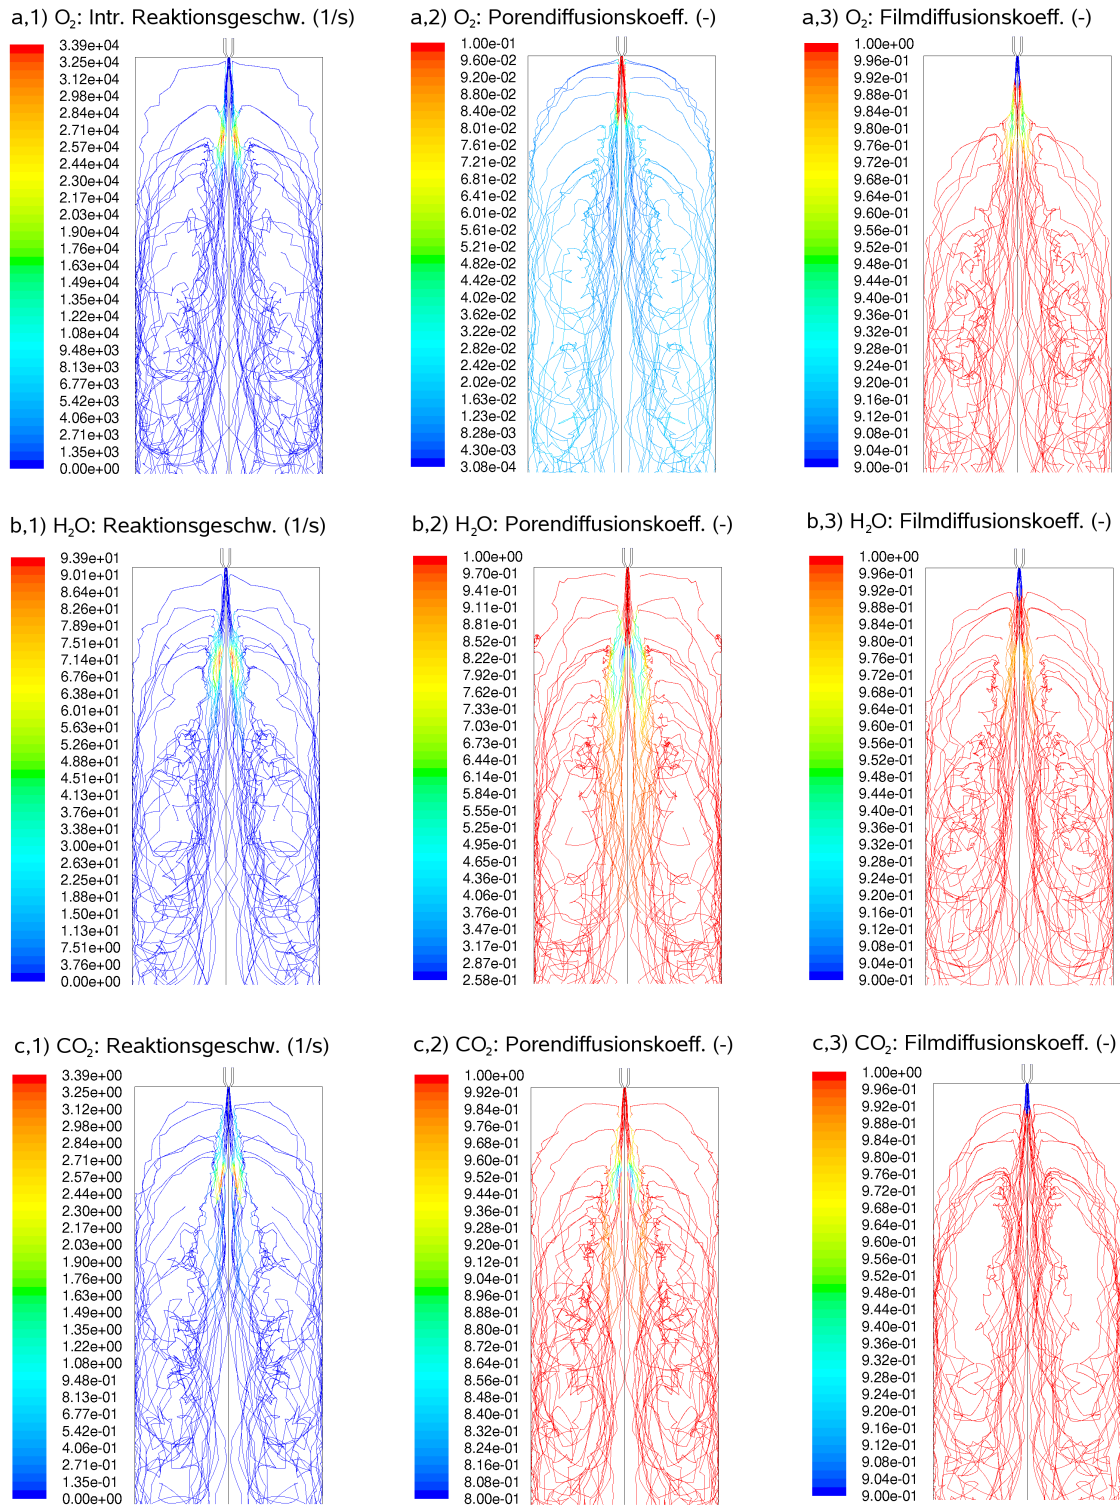 a,1) O₂: Intr. Reaktionsgeschw. (1/s)
3.39e+04
3.25e+04
3.12e+04
2.98e+04
2.84e+04
2.71e+04
2.57e+04
2.44e+04
2.30e+04
2.17e+04
2.03e+04
1.90e+04
1.76e+04
1.63e+04
1.49e+04
1.35e+04
1.22e+04
1.08e+04
9.48e+03
8.13e+03
6.77e+03
5.42e+03
4.06e+03
2.71e+03
1.35e+03
0.00e+00
a,2) O₂: Porendiffusionskoeff. (-)
1.00e-01
9.60e-02
9.20e-02
8.80e-02
8.40e-02
8.01e-02
7.61e-02
7.21e-02
6.81e-02
6.41e-02
6.01e-02
5.61e-02
5.21e-02
4.82e-02
4.42e-02
4.02e-02
3.62e-02
3.22e-02
2.82e-02
2.42e-02
2.02e-02
1.63e-02
1.23e-02
8.28e-03
4.30e-03
3.08e-04
a,3) O₂: Filmdiffusionskoeff. (-)
1.00e+00
9.96e-01
9.92e-01
9.88e-01
9.84e-01
9.80e-01
9.76e-01
9.72e-01
9.68e-01
9.64e-01
9.60e-01
9.56e-01
9.52e-01
9.48e-01
9.44e-01
9.40e-01
9.36e-01
9.32e-01
9.28e-01
9.24e-01
9.20e-01
9.16e-01
9.12e-01
9.08e-01
9.04e-01
9.00e-01
b,1) H₂O: Reaktionsgeschw. (1/s)
9.39e+01
9.01e+01
8.64e+01
8.26e+01
7.89e+01
7.51e+01
7.14e+01
6.76e+01
6.38e+01
6.01e+01
5.63e+01
5.26e+01
4.88e+01
4.51e+01
4.13e+01
3.76e+01
3.38e+01
3.00e+01
2.63e+01
2.25e+01
1.88e+01
1.50e+01
1.13e+01
7.51e+00
3.76e+00
0.00e+00
b,2) H₂O: Porendiffusionskoeff. (-)
1.00e+00
9.70e-01
9.41e-01
9.11e-01
8.81e-01
8.52e-01
8.22e-01
7.92e-01
7.62e-01
7.33e-01
7.03e-01
6.73e-01
6.44e-01
6.14e-01
5.84e-01
5.55e-01
5.25e-01
4.95e-01
4.65e-01
4.36e-01
4.06e-01
3.76e-01
3.47e-01
3.17e-01
2.87e-01
2.58e-01
b,3) H₂O: Filmdiffusionskoeff. (-)
1.00e+00
9.96e-01
9.92e-01
9.88e-01
9.84e-01
9.80e-01
9.76e-01
9.72e-01
9.68e-01
9.64e-01
9.60e-01
9.56e-01
9.52e-01
9.48e-01
9.44e-01
9.40e-01
9.36e-01
9.32e-01
9.28e-01
9.24e-01
9.20e-01
9.16e-01
9.12e-01
9.08e-01
9.04e-01
9.00e-01
c,1) CO₂: Reaktionsgeschw. (1/s)
3.39e+00
3.25e+00
3.12e+00
2.98e+00
2.84e+00
2.71e+00
2.57e+00
2.44e+00
2.30e+00
2.17e+00
2.03e+00
1.90e+00
1.76e+00
1.63e+00
1.49e+00
1.35e+00
1.22e+00
1.08e+00
9.48e-01
8.13e-01
6.77e-01
5.42e-01
4.06e-01
2.71e-01
1.35e-01
0.00e+00
c,2) CO₂: Porendiffusionskoeff. (-)
1.00e+00
9.92e-01
9.84e-01
9.76e-01
9.68e-01
9.60e-01
9.52e-01
9.44e-01
9.36e-01
9.28e-01
9.20e-01
9.12e-01
9.04e-01
8.96e-01
8.88e-01
8.80e-01
8.72e-01
8.64e-01
8.56e-01
8.48e-01
8.40e-01
8.32e-01
8.24e-01
8.16e-01
8.08e-01
8.00e-01
c,3) CO₂: Filmdiffusionskoeff. (-)
1.00e+00
9.96e-01
9.92e-01
9.88e-01
9.84e-01
9.80e-01
9.76e-01
9.72e-01
9.68e-01
9.64e-01
9.60e-01
9.56e-01
9.52e-01
9.48e-01
9.44e-01
9.40e-01
9.36e-01
9.32e-01
9.28e-01
9.24e-01
9.20e-01
9.16e-01
9.12e-01
9.08e-01
9.04e-01
9.00e-01